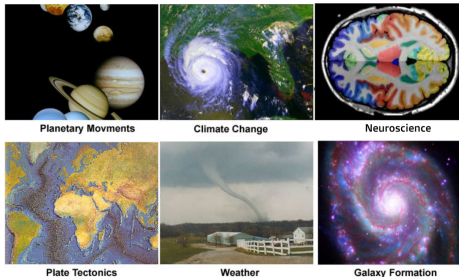 Planetary Movments
Climate Change
Neuroscience
Plate Tectonics
Weather
Galaxy Formation